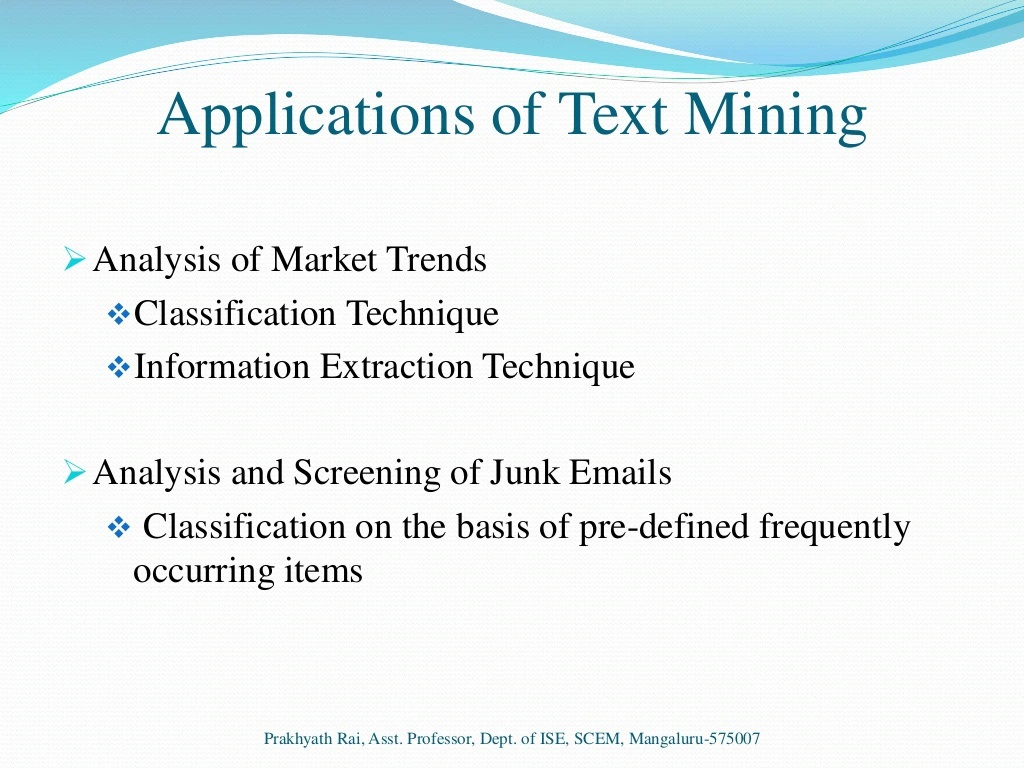 Applications of Text Mining
Analysis of Market Trends
Classification Technique
Information Extraction Technique
Analysis and Screening of Junk Emails
Classification on the basis of pre-defined frequently
occurring items
Prakhyath Rai, Asst. Professor, Dept. of ISE, SCEM, Mangaluru-575007